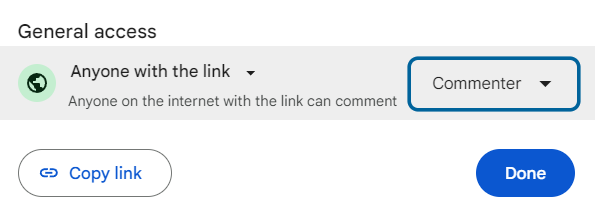 General access
Anyone with the link
Anyone on the internet with the link can comment
Commenter
Copy link
Done